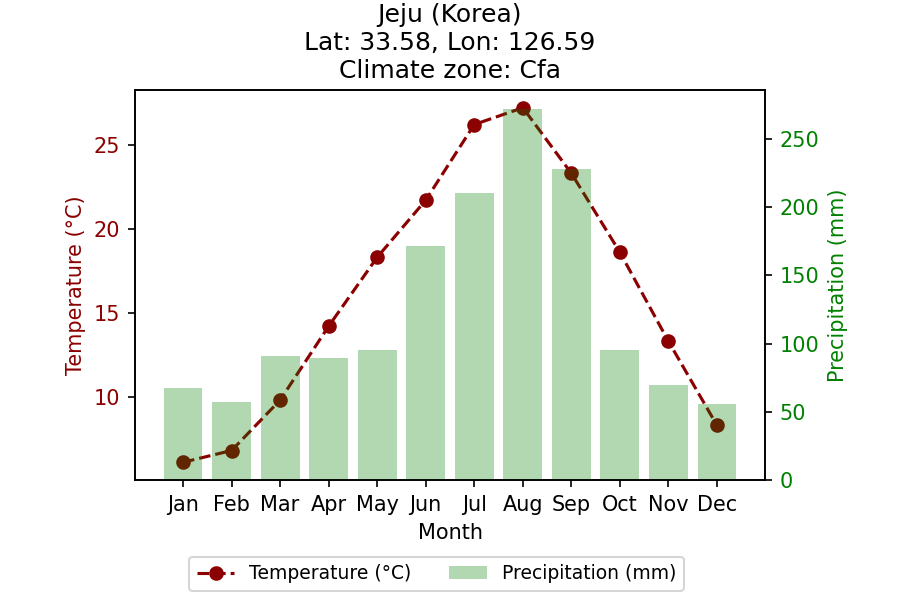 Jeju (Korea)
Lat: 33.58, Lon: 126.59
Climate zone: Cfa
Temperature (°C)
25
20
15
10
250
200
150
100
50
0
Precipitation (mm)
Jan Feb Mar Apr May Jun Jul Aug Sep Oct Nov Dec
Month
Temperature (°C) Precipitation (mm)